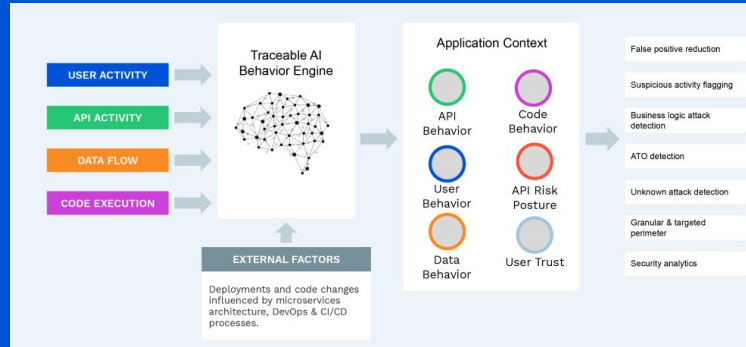 USER ACTIVITY
API ACTIVITY
DATA FLOW
CODE EXECUTION
Traceable AI
Behavior Engine
EXTERNAL FACTORS
Deployments and code changes
influenced by microservices
architecture, DevOps & CI/CD
processes.
Application Context
API
Behavior
Code
Behavior
User
Behavior
API Risk
Posture
Data
Behavior
User Trust
False positive reduction
Suspicious activity flagging
Business logic attack
detection
ATO detection
Unknown attack detection
Granular & targeted
perimeter
Security analytics